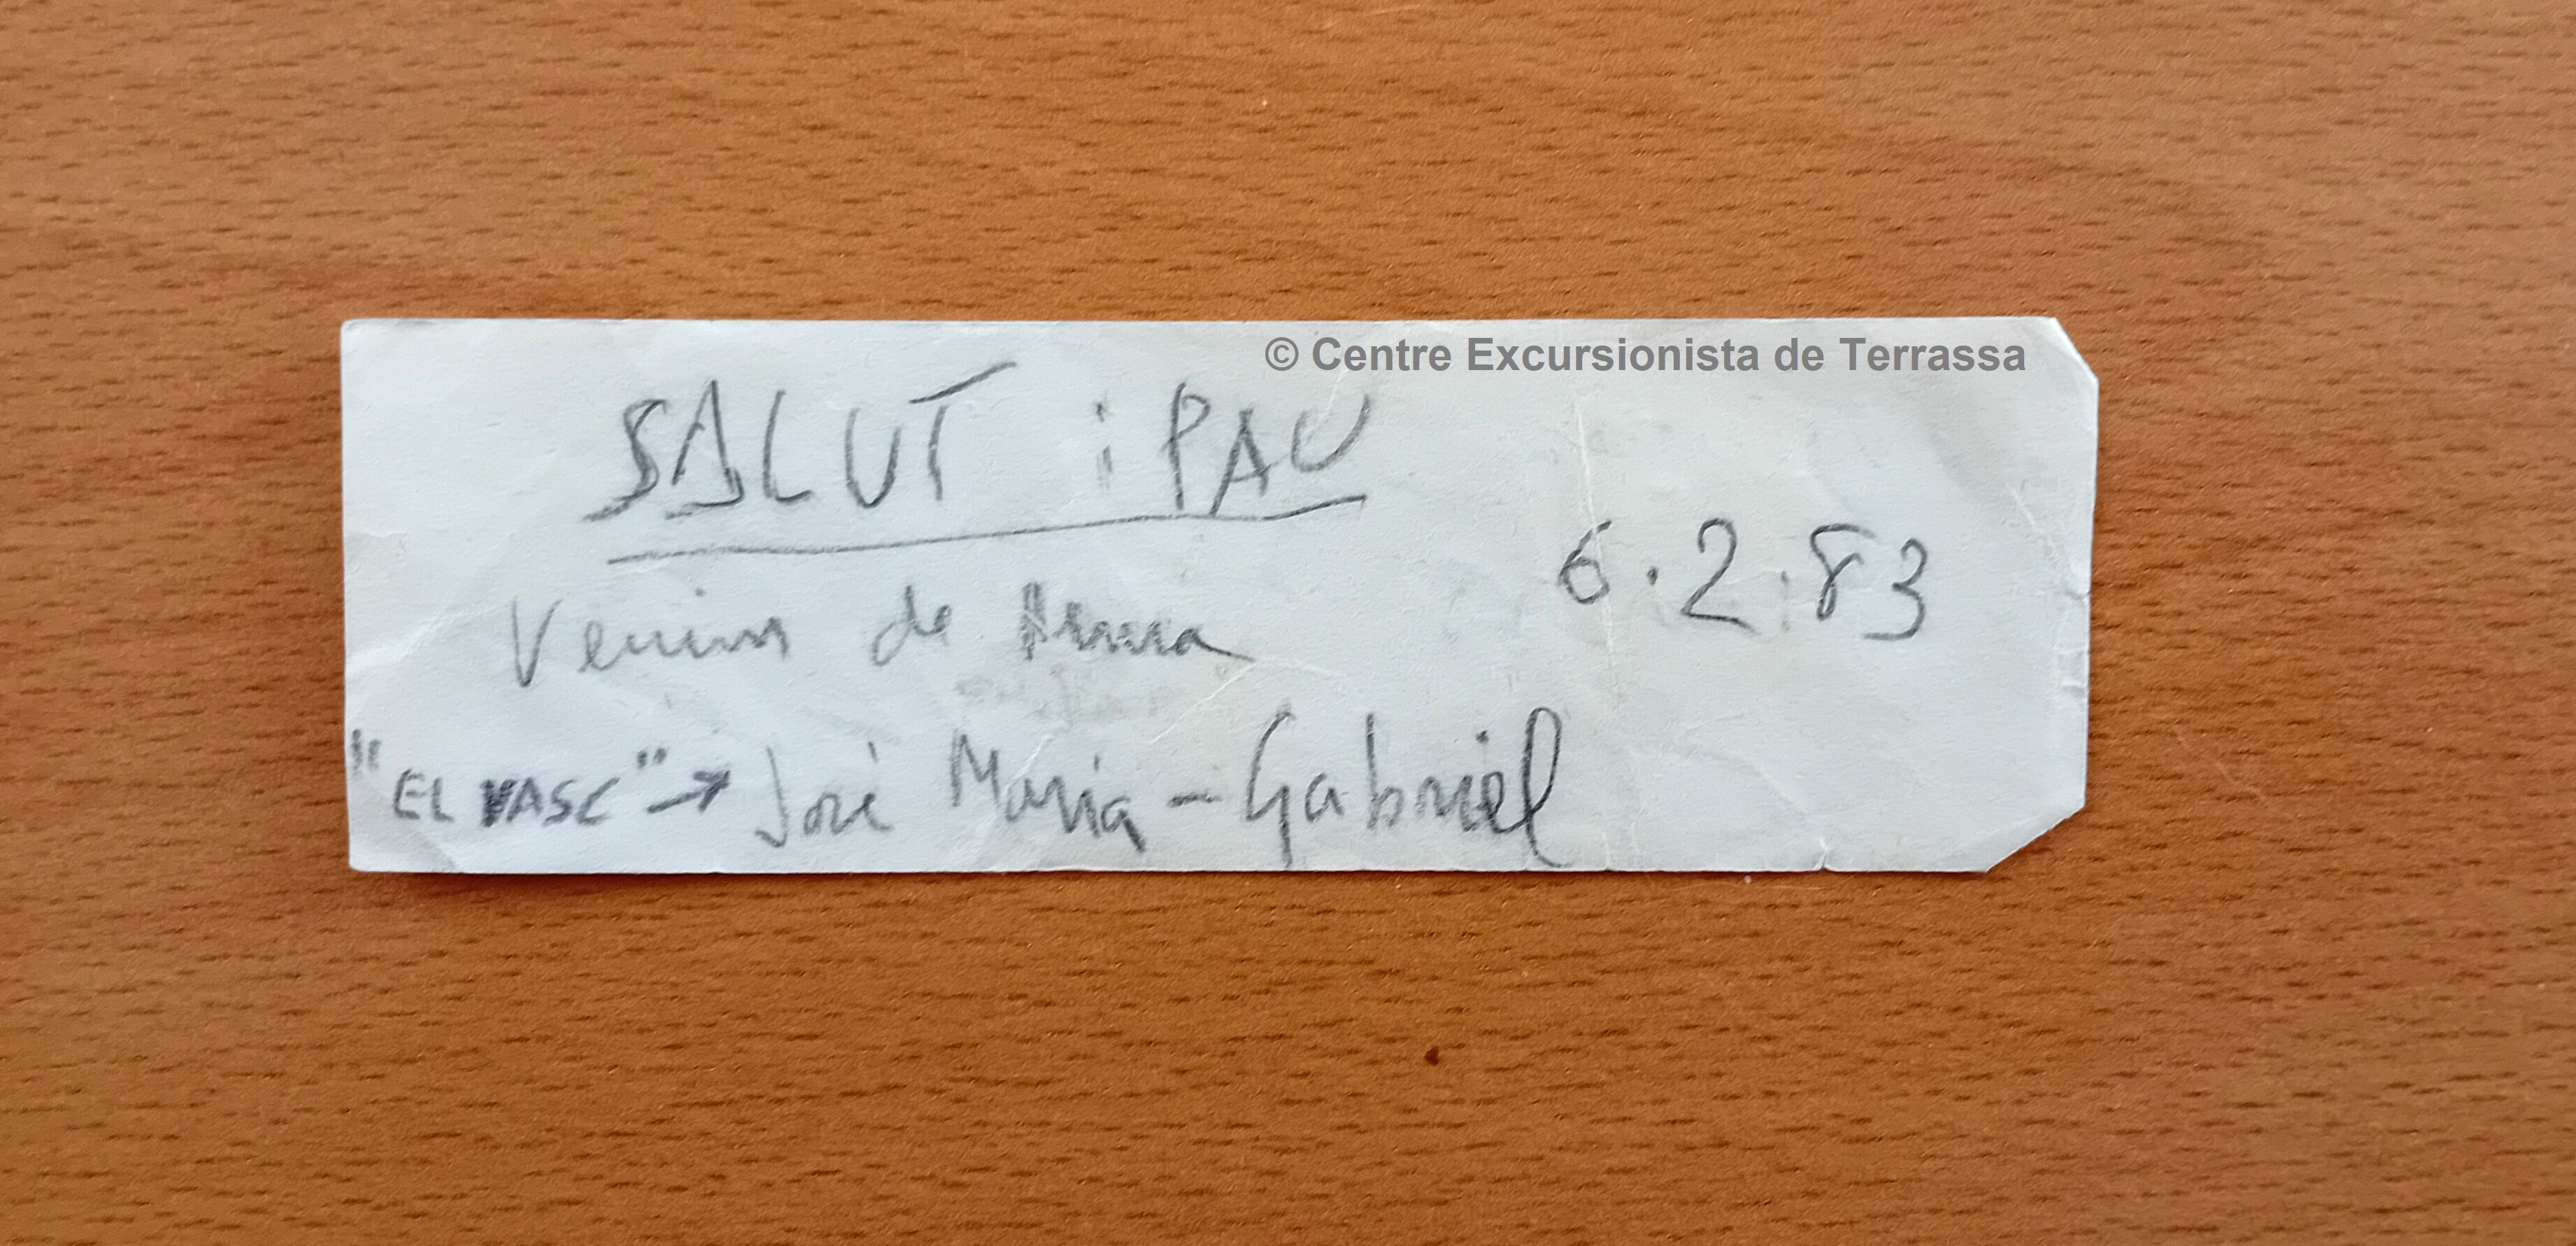 © Centre Excursionista de Terrassa
SALUT i PAU
6.2.83
Venim de
"EL VASC" → José Maria - Gabriel